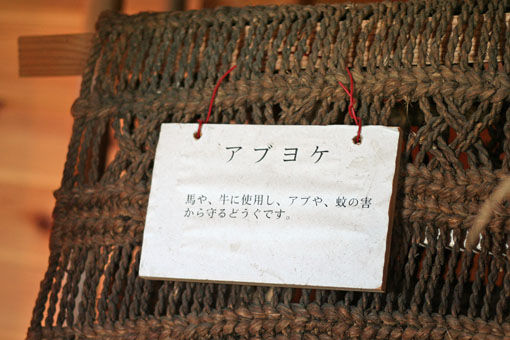 アブヨケ
馬や、牛に使用し、アブや、蚊の害
から守るどうぐです。